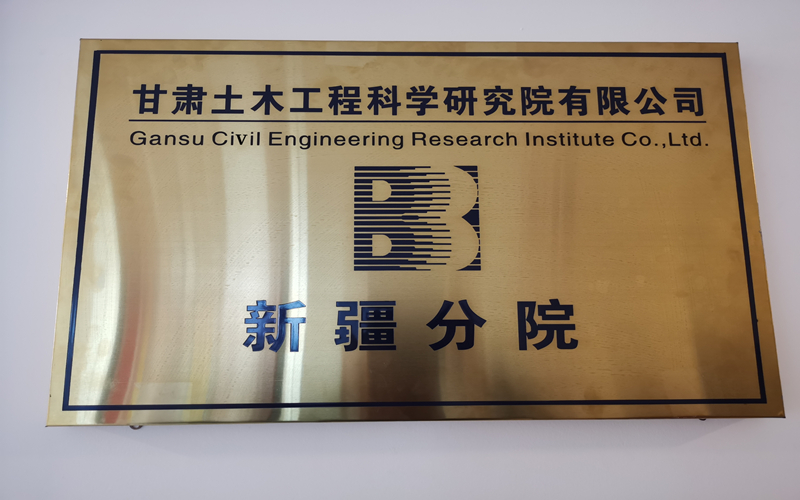 甘肃土木工程科学研究院有限公司
Gansu Civil Engineering Research Institute Co.,Ltd.
新疆分院